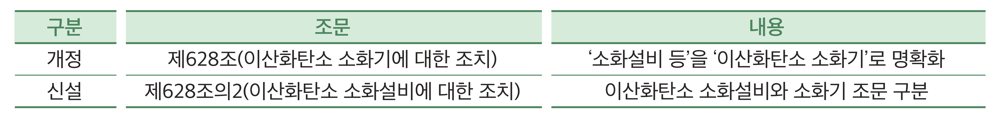 구분 조문 내용
개정 제628조(이산화탄소 소화기에 대한 조치) ‘소화설비 등’을 ‘이산화탄소 소화기’로 명확화
신설 제628조의2(이산화탄소 소화설비에 대한 조치) 이산화탄소 소화설비와 소화기 조문 구분